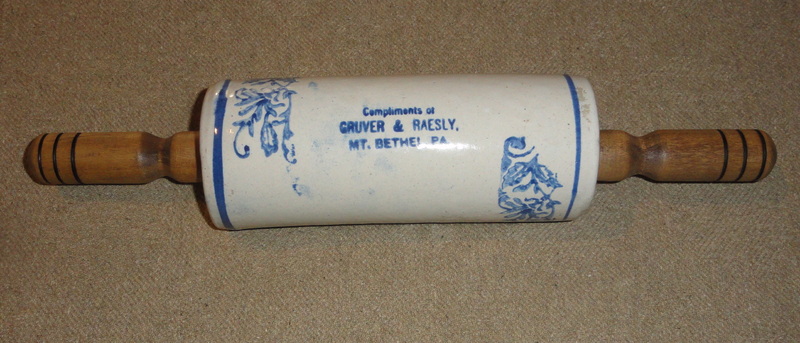 Compliments of
GRUVER & RAESLY,
MT. BETHEL PA.